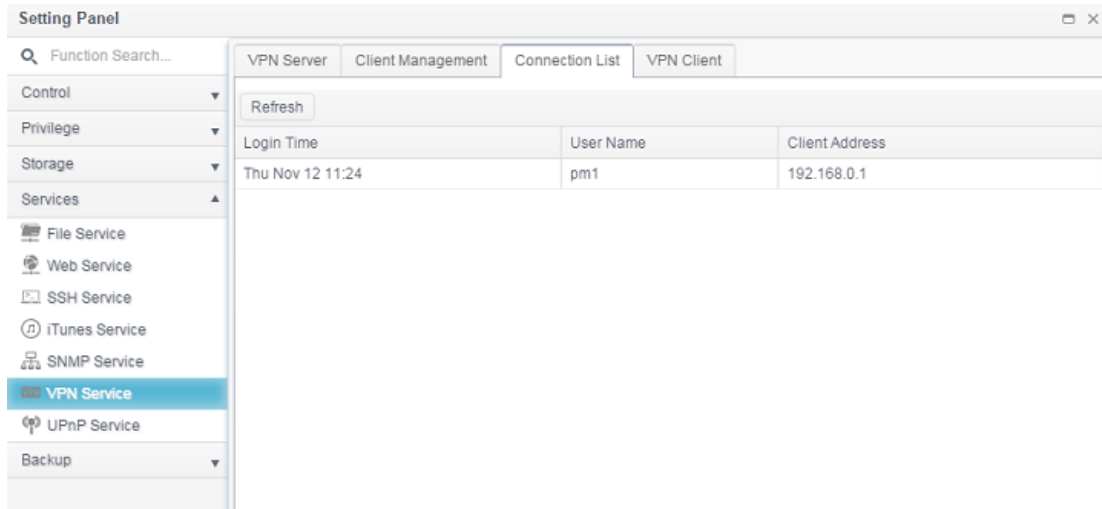 Setting Panel
Function Search...
Control
Privilege
Storage
Services
File Service
Web Service
SSH Service
iTunes Service
SNMP Service
VPN Service
UPnP Service
Backup
VPN Server Client Management Connection List VPN Client
Refresh
Login Time User Name Client Address
Thu Nov 12 11:24 pm1 192.168.0.1